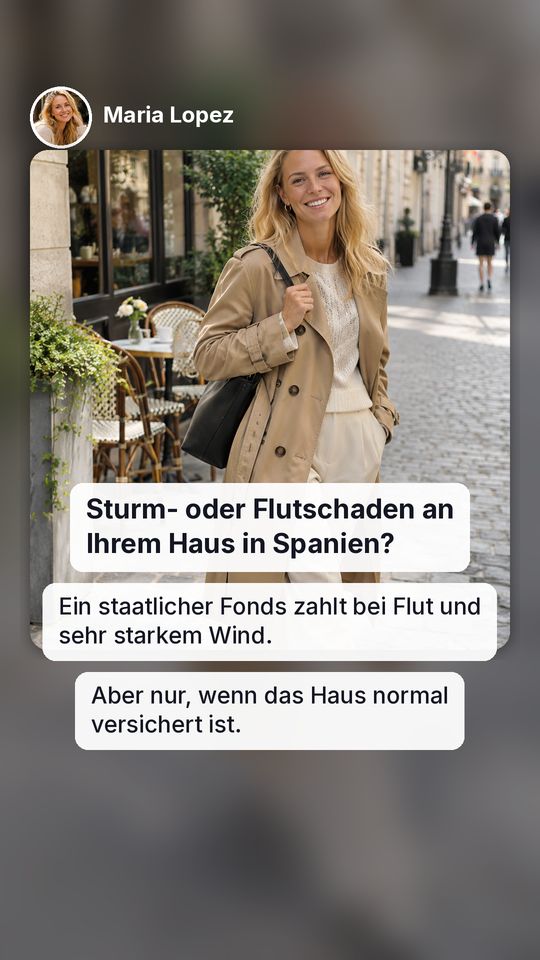 Maria Lopez
Sturm- oder Flutschaden an
Ihrem Haus in Spanien?
Ein staatlicher Fonds zahlt bei Flut und
sehr starkem Wind.
Aber nur, wenn das Haus normal
versichert ist.